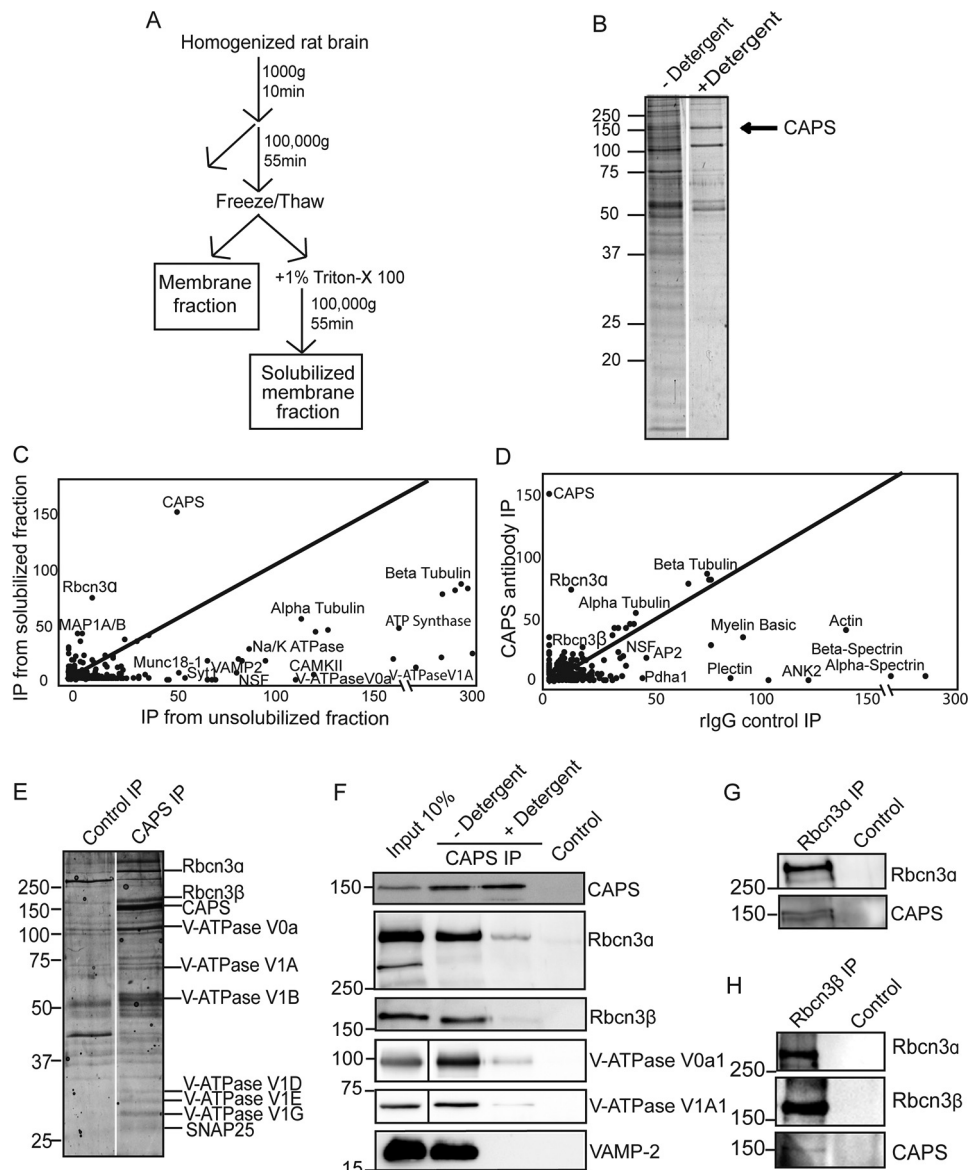 A
Homogenized rat brain
1000g
10min
100,000g
55min
Freeze/Thaw
Membrane
fraction
+1% Triton-X 100
100,000g
55min
Solubilized
membrane
fraction
B
- Detergent
+Detergent
250
150
100
75
50
37
25
20
CAPS
C
IP from solubilized fraction
150
100
50
0
CAPS
Rbcn3α
MAP1A/B
Beta Tubulin
Alpha Tubulin
ATP Synthase
Na/K ATPase
Munc18-1
Syt1
VAMP2
NSF
CAMKII
V-ATPaseV0a
V-ATPaseV1A
50
100
150
300
IP from unsolubilized fraction
D
CAPS antibody IP
150
100
50
0
CAPS
Rbcn3α
Beta Tubulin
Alpha Tubulin
Rbcn3β
NSF
AP2
Pdha1
Myelin Basic
Plectin
ANK2
Actin
Beta-Spectrin
Alpha-Spectrin
0
50
100
150
300
rIgG control IP
E
Control IP
CAPS IP
250
150
100
75
50
37
25
Rbcn3α
Rbcn3β
CAPS
V-ATPase V0a
V-ATPase V1A
V-ATPase V1B
V-ATPase V1D
V-ATPase V1E
V-ATPase V1G
SNAP25
F
Input 10%
- Detergent
+ Detergent
Control
CAPS IP
150
CAPS
Rbcn3α
250
Rbcn3β
150
100
V-ATPase V0a1
75
V-ATPase V1A1
VAMP-2
15
G
Rbcn3α IP
Control
Rbcn3α
250
150
CAPS
H
Rbcn3β IP
Control
Rbcn3α
250
Rbcn3β
150
150
CAPS